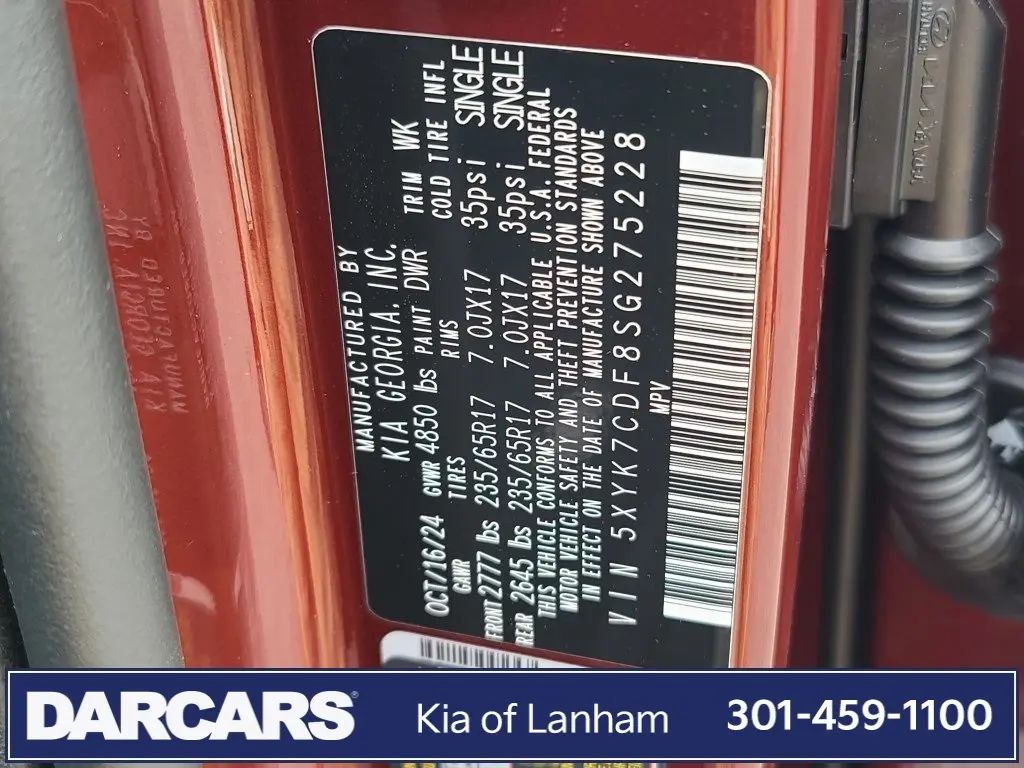 MANUFACTURED BY
KIA GEORGIA. INC.
OCT/16/24 GVWR 4850 lbs PAINT DWR TRIM WK
GAWR TIRES RIMS COLD TIRE INFL
FRONT 2777 lbs 235/65R17 7.0JX17 35psi SINGLE
REAR 2645 lbs 235/65R17 7.0JX17 35psi SINGLE
THIS VEHICLE CONFORMS TO ALL APPLICABLE U.S.A. FEDERAL
MOTOR VEHICLE SAFETY AND THEFT PREVENTION STANDARDS
IN EFFECT ON THE DATE OF MANUFACTURE SHOWN ABOVE
VIN 5XYK7CDF8SG275228
MPV
DARCARS®
Kia of Lanham
301-459-1100